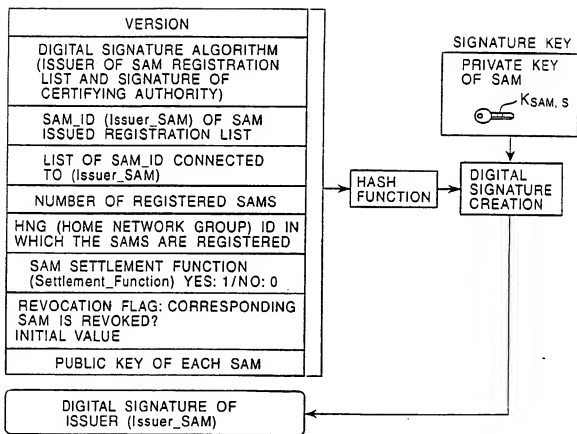 VERSION
DIGITAL SIGNATURE ALGORITHM
(ISSUER OF SAM REGISTRATION
LIST AND SIGNATURE OF
CERTIFYING AUTHORITY)
SAM_ID (Issuer_SAM) OF SAM
ISSUED REGISTRATION LIST
LIST OF SAM_ID CONNECTED
TO (Issuer_SAM)
NUMBER OF REGISTERED SAMS
HNG (HOME NETWORK GROUP) ID IN
WHICH THE SAMS ARE REGISTERED
SAM SETTLEMENT FUNCTION
(Settlement_Function) YES: 1/NO: 0
REVOCATION FLAG: CORRESPONDING
SAM IS REVOKED?
INITIAL VALUE
PUBLIC KEY OF EACH SAM
HASH
FUNCTION
SIGNATURE KEY
PRIVATE KEY
OF SAM
KSAM, S
DIGITAL
SIGNATURE
CREATION
DIGITAL SIGNATURE OF
ISSUER (Issuer_SAM)